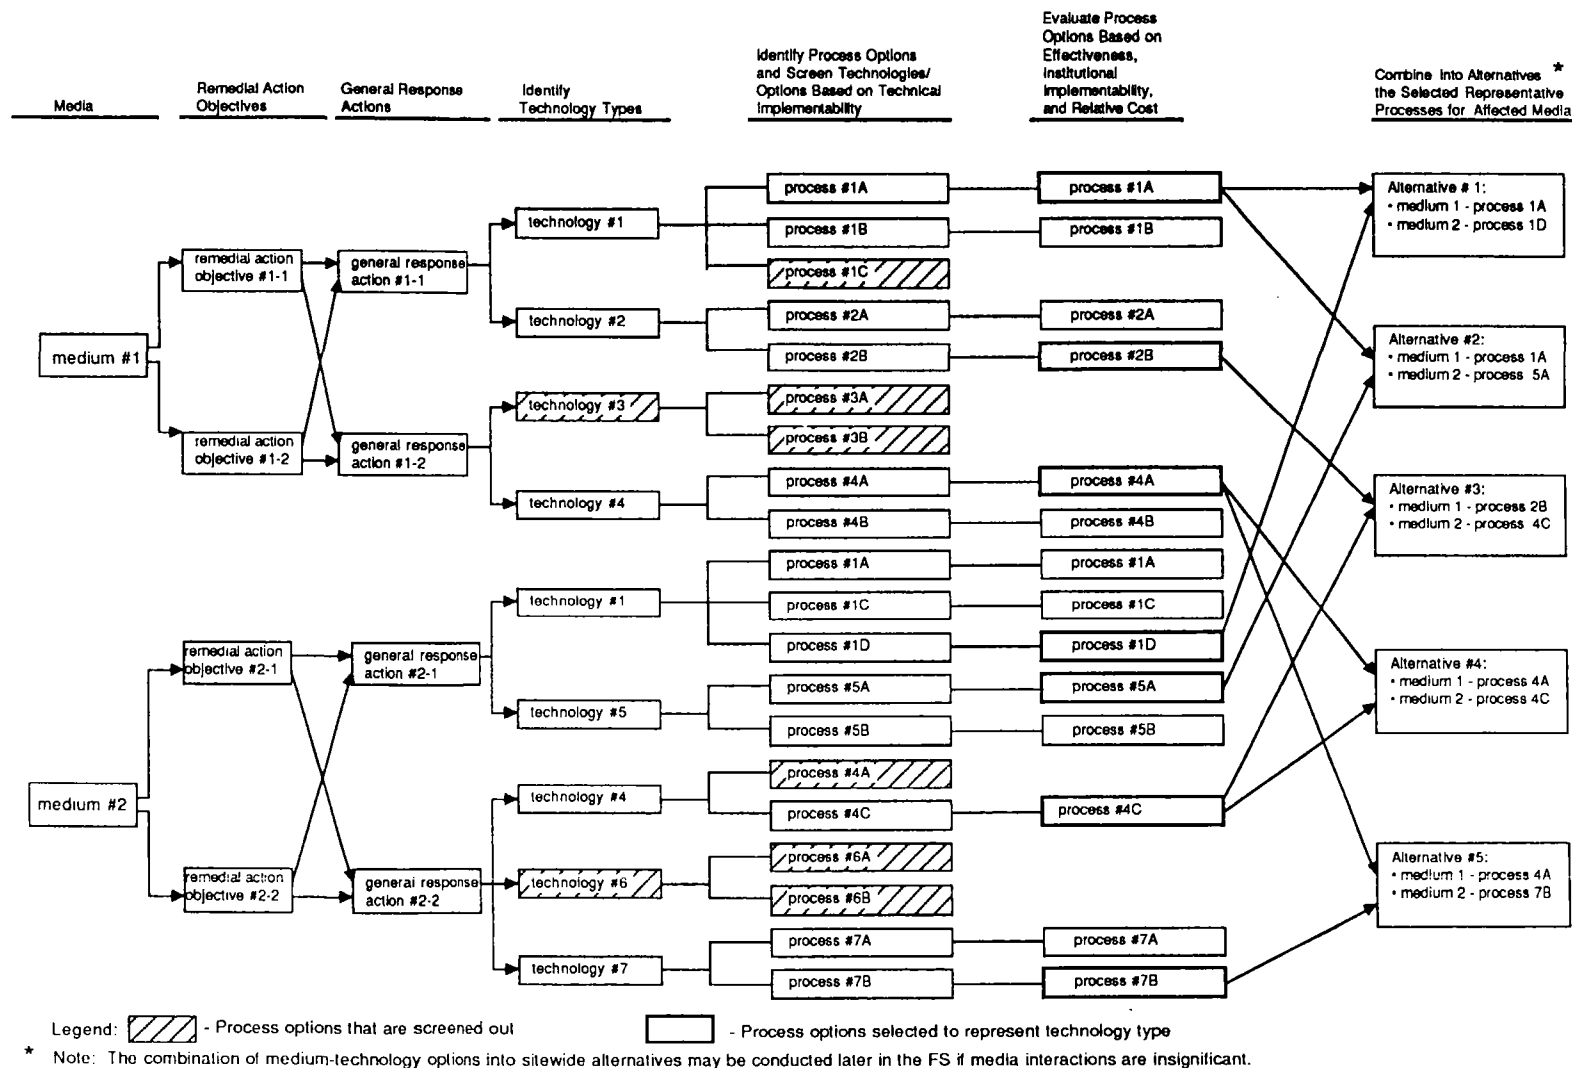 Media
Remedial Action
Objectives
General Response
Actions
Identify
Technology Types
Identify Process Options
and Screen Technologies/
Options Based on Technical
Implementability
Evaluate Process
Options Based on
Effectiveness,
Institutional
Implementability,
and Relative Cost
Combine Into Alternatives *
the Selected Representative
Processes for Affected Media
medium #1
remedial action
objective #1-1
remedial action
objective #1-2
general response
action #1-1
general response
action #1-2
technology #1
technology #2
technology #3
technology #4
process #1A
process #1B
process #1C
process #2A
process #2B
process #3A
process #3B
process #4A
process #4B
process #1A
process #1B
process #2A
process #2B
process #4A
process #4B
medium #2
remedial action
objective #2-1
remedial action
objective #2-2
general response
action #2-1
general response
action #2-2
technology #1
technology #5
technology #4
technology #6
technology #7
process #1A
process #1C
process #1D
process #5A
process #5B
process #4A
process #4C
process #6A
process #6B
process #7A
process #7B
process #1A
process #1C
process #1D
process #5A
process #5B
process #4C
process #7A
process #7B
Alternative # 1:
• medium 1 - process 1A
• medium 2 - process 1D
Alternative #2:
• medium 1 - process 1A
• medium 2 - process 5A
Alternative #3:
• medium 1 - process 2B
• medium 2 - process 4C
Alternative #4:
• medium 1 - process 4A
• medium 2 - process 4C
Alternative #5:
• medium 1 - process 4A
• medium 2 - process 7B
Legend: - Process options that are screened out - Process options selected to represent technology type
* Note: The combination of medium-technology options into sitewide alternatives may be conducted later in the FS if media interactions are insignificant.